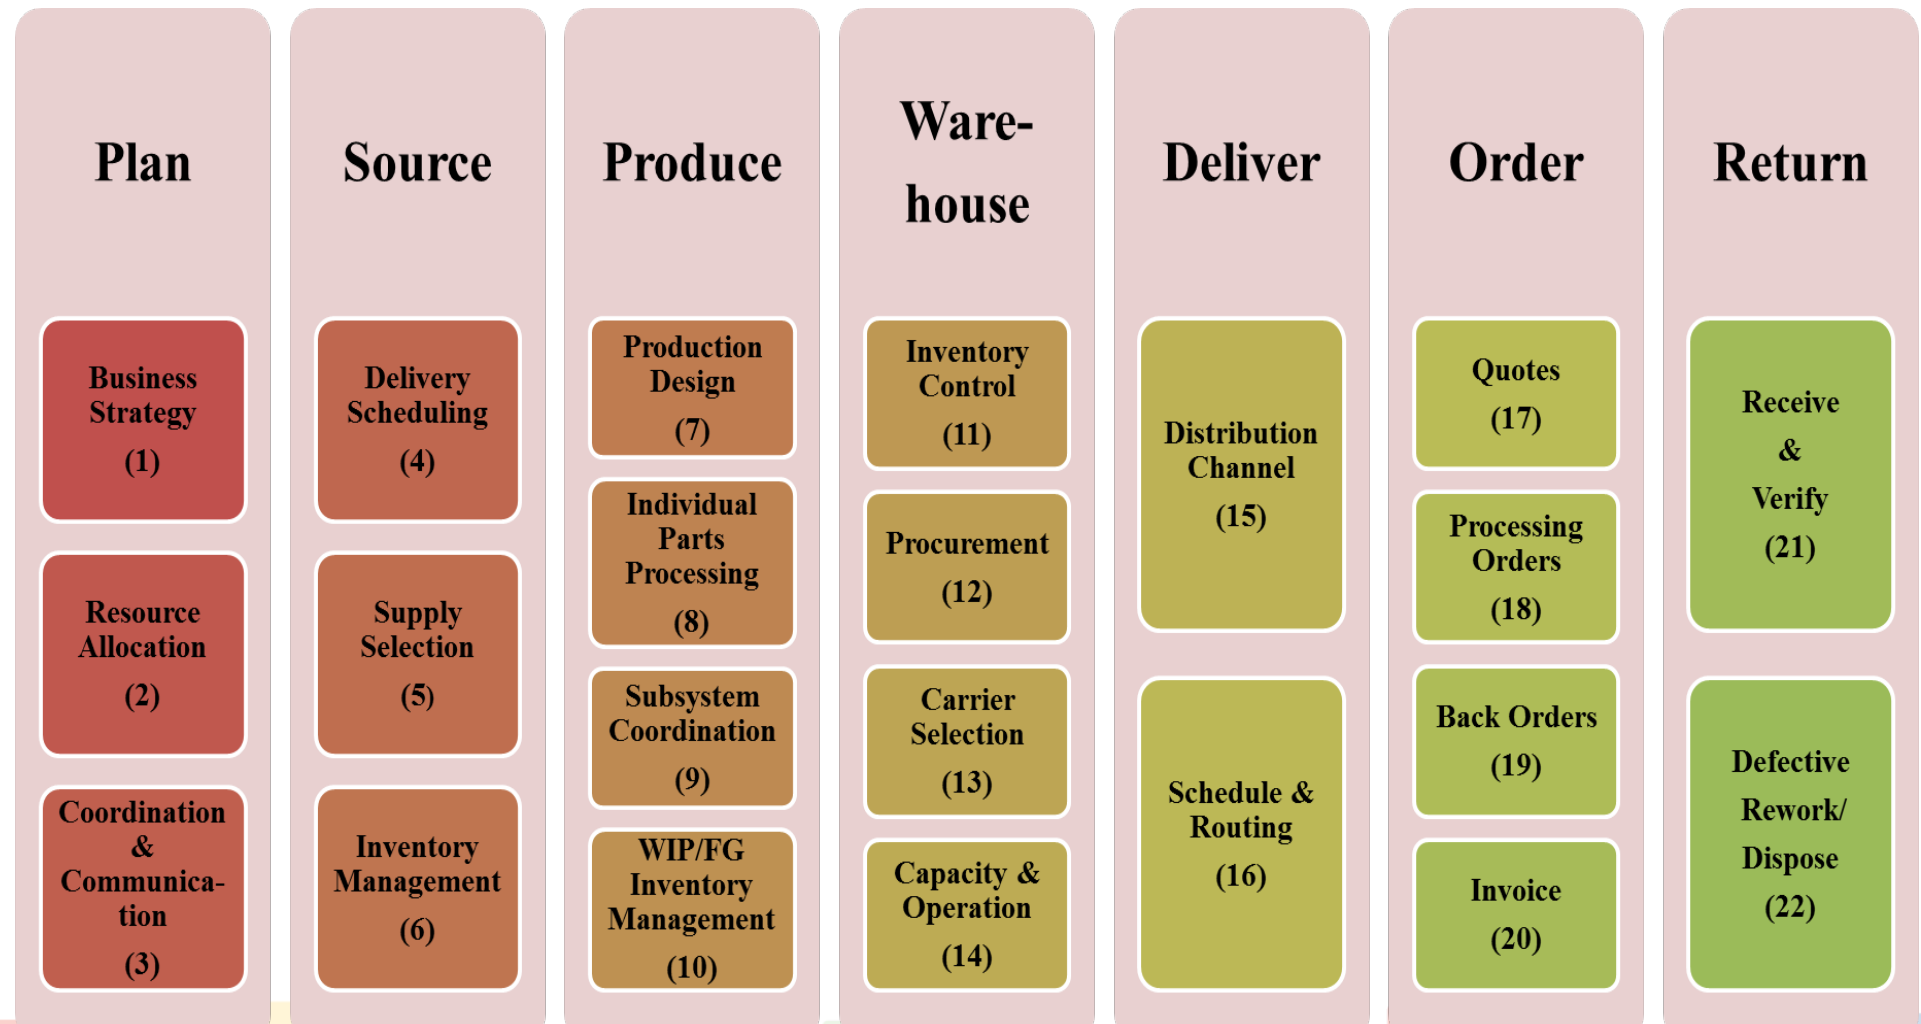 Plan
Business
Strategy
(1)
Resource
Allocation
(2)
Coordination
&
Communica-
tion
(3)
Source
Delivery
Scheduling
(4)
Supply
Selection
(5)
Inventory
Management
(6)
Produce
Production
Design
(7)
Individual
Parts
Processing
(8)
Subsystem
Coordination
(9)
WIP/FG
Inventory
Management
(10)
Ware-
house
Inventory
Control
(11)
Procurement
(12)
Carrier
Selection
(13)
Capacity &
Operation
(14)
Deliver
Distribution
Channel
(15)
Schedule &
Routing
(16)
Order
Quotes
(17)
Processing
Orders
(18)
Back Orders
(19)
Invoice
(20)
Return
Receive
&
Verify
(21)
Defective
Rework/
Dispose
(22)